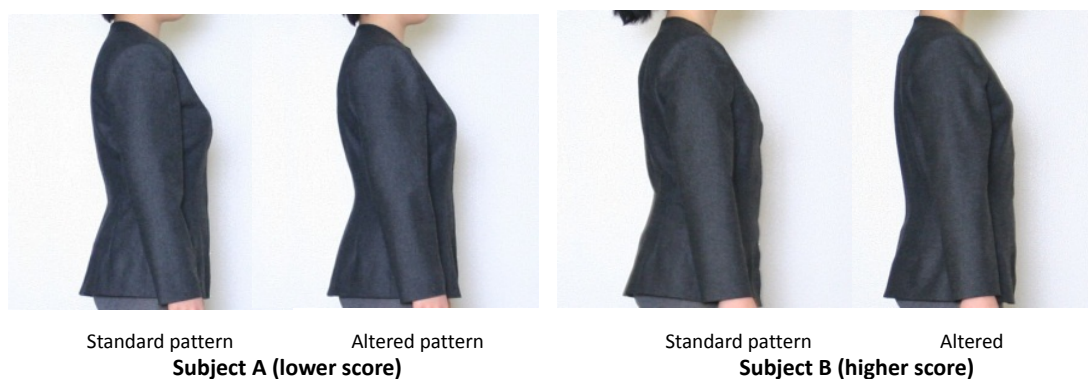 Standard pattern
Altered pattern
Subject A (lower score)
Standard pattern
Altered
Subject B (higher score)